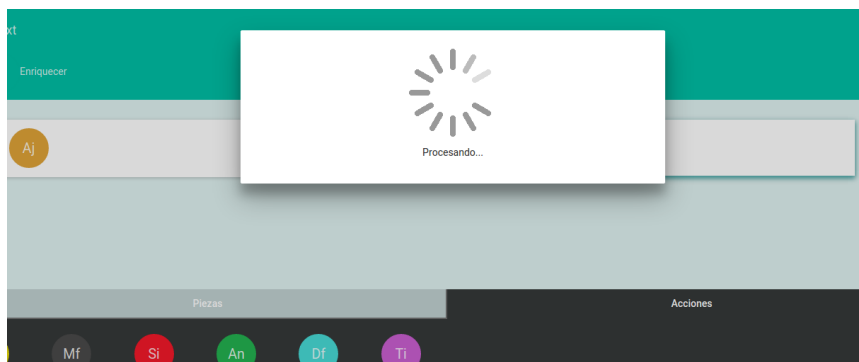 xt
Enriquecer
Aj
Procesando...
Piezas
Acciones
Mf
Si
An
Df
Ti